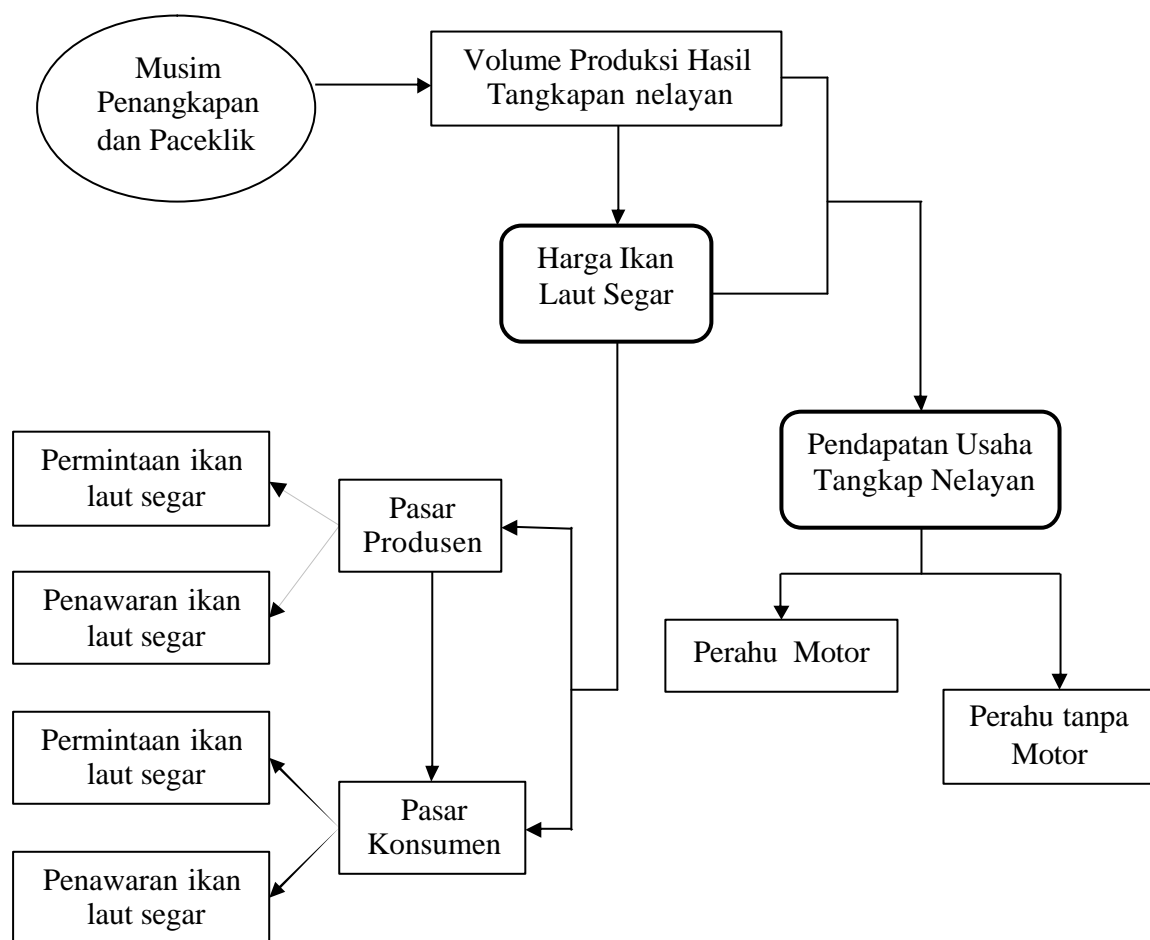 Musim
Penangkapan
dan Paceklik
Volume Produksi Hasil
Tangkapan nelayan
Harga Ikan
Laut Segar
Pendapatan Usaha
Tangkap Nelayan
Permintaan ikan
laut segar
Pasar
Produsen
Penawaran ikan
laut segar
Perahu Motor
Perahu tanpa
Motor
Permintaan ikan
laut segar
Pasar
Konsumen
Penawaran ikan
laut segar